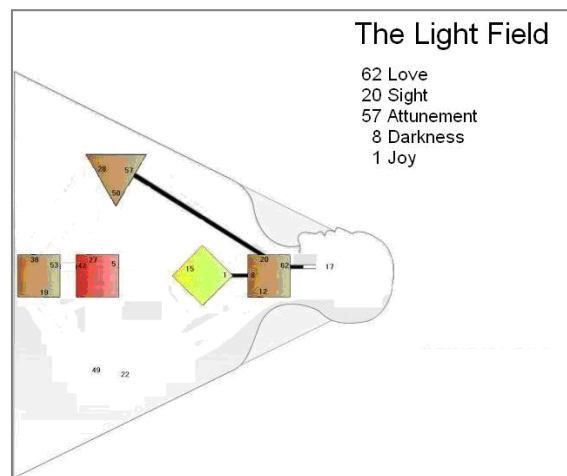 The Light Field
62 Love
20 Sight
57 Attunement
8 Darkness
1 Joy
28 57
50
20
38 27
53 42 5 15 1 8 62 17
19 12
49 22